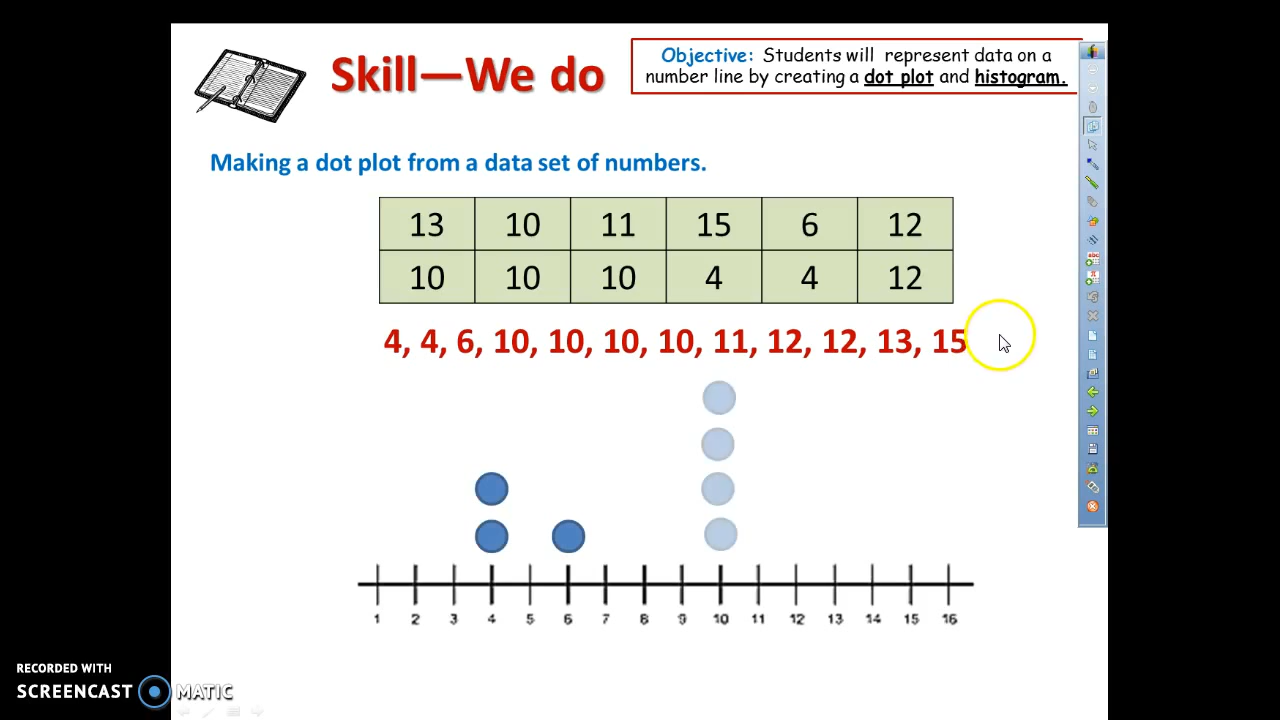 Skill—We do
Objective: Students will represent data on a
number line by creating a dot plot and histogram.
Making a dot plot from a data set of numbers.
13 10 11 15 6 12
10 10 10 4 4 12
4, 4, 6, 10, 10, 10, 10, 11, 12, 12, 13, 15
1 2 3 4 5 6 7 8 9 10 11 12 13 14 15 16
RECORDED WITH
SCREENCAST MATIC